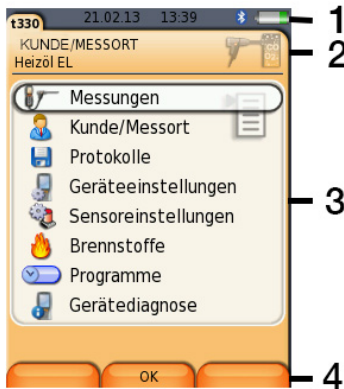 t330 21.02.13 13:39 1
KUNDE/MESSORT 2
Heizöl EL
Messungen
Kunde/Messort
Protokolle
Geräteeinstellungen 3
Sensoreinstellungen
Brennstoffe
Programme
Gerätediagnose
OK 4